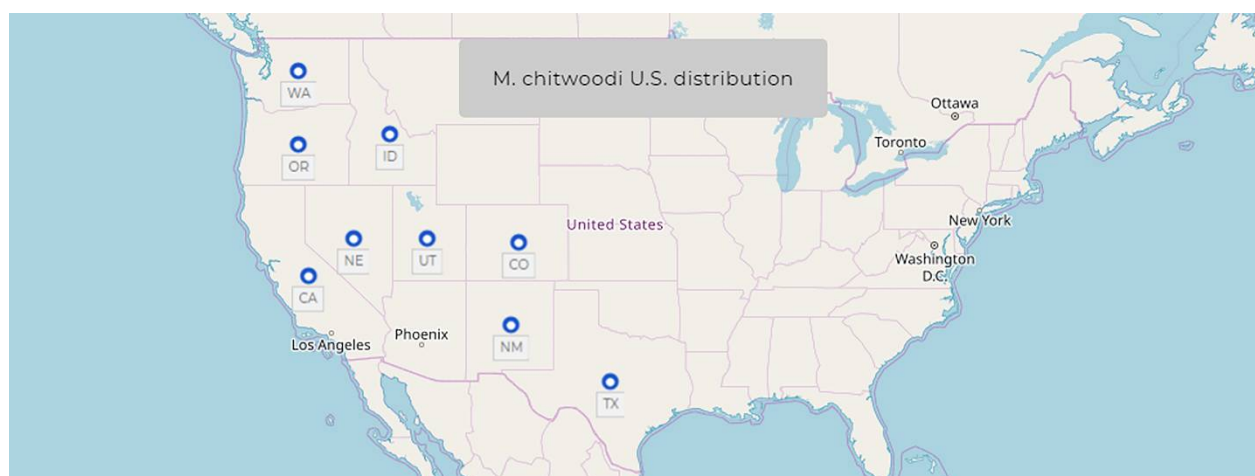 M. chitwoodi U.S. distribution
WA
Ottawa
Toronto
OR
ID
United States
New York
NE
UT
CO
Washington
D.C.
CA
Los Angeles
Phoenix
NM
TX